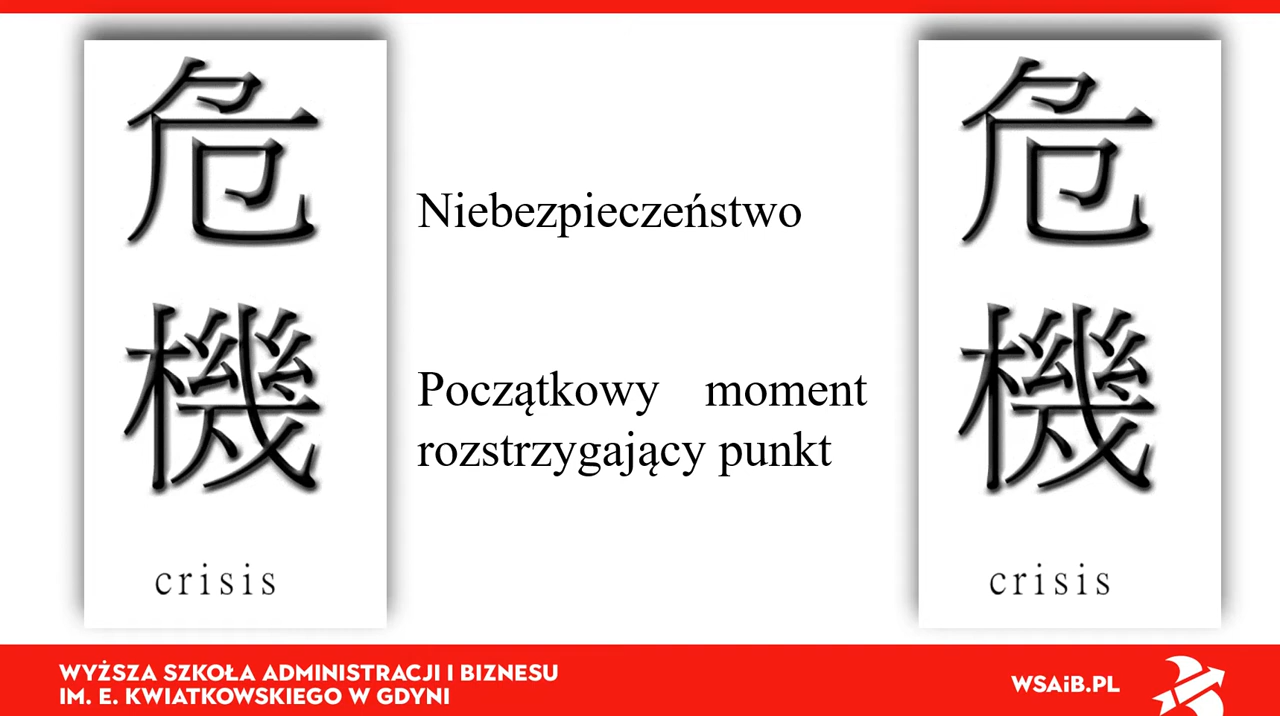 危
機
crisis
Niebezpieczeństwo
Początkowy moment
rozstrzygający punkt
危
機
crisis
WYŻSZA SZKOŁA ADMINISTRACJI I BIZNESU
IM. E. KWIATKOWSKIEGO W GDYNI
WSAiB.PL